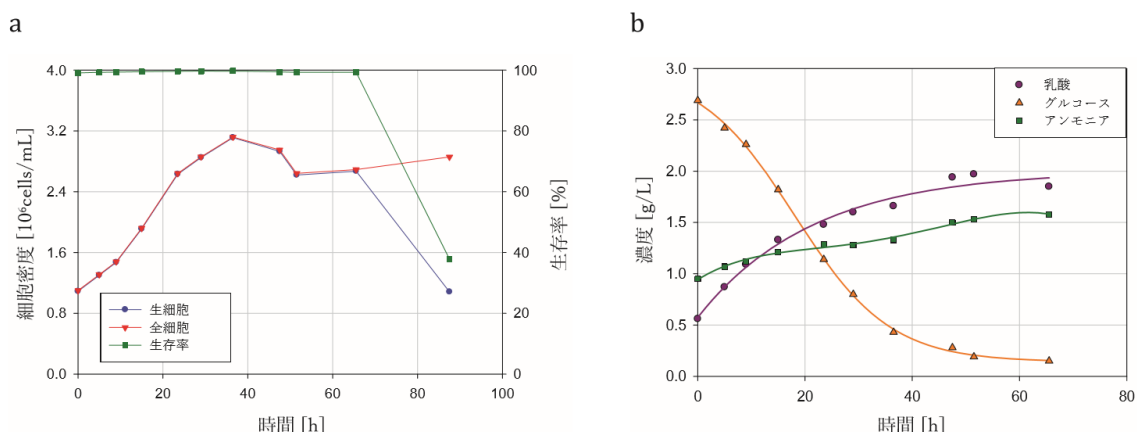 a
4.0
3.2
2.4
1.6
0.8
0.0
細胞密度 [10⁶cells/mL]
100
80
60
40
20
0
生存率 [%]
生細胞
全細胞
生存率
0 20 40 60 80 100
時間 [h]
b
3.0
2.5
2.0
1.5
1.0
0.5
0.0
濃度 [g/L]
乳酸
グルコース
アンモニア
0 20 40 60 80
時間 [h]